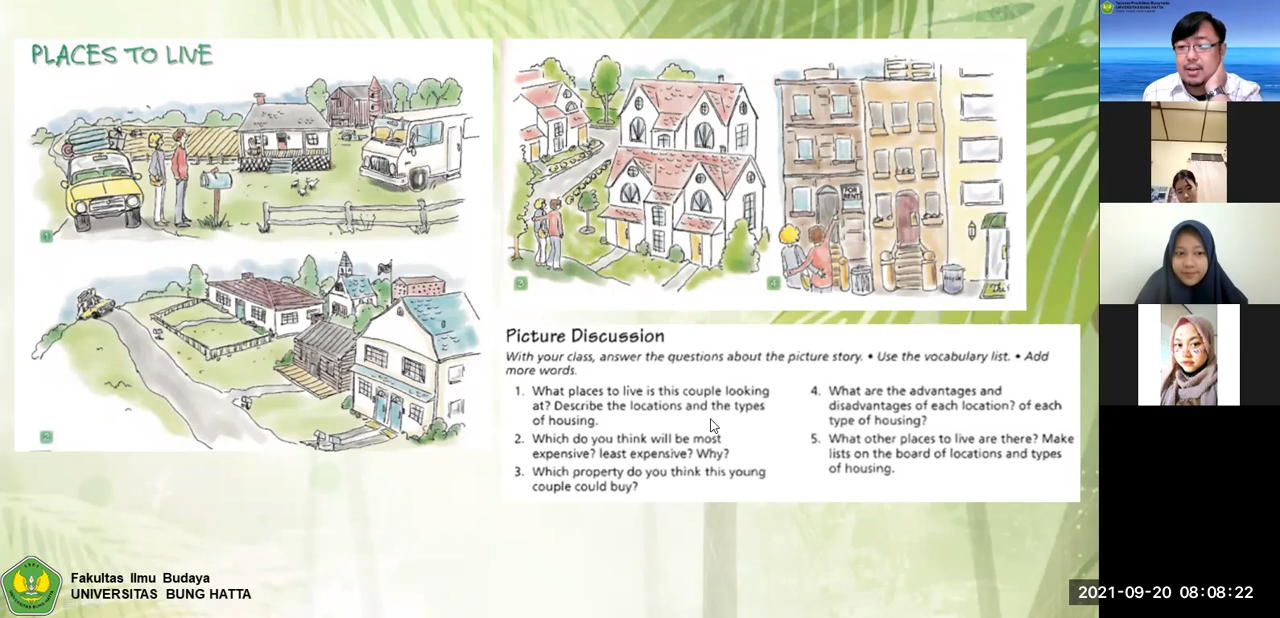 PLACES TO LIVE
1
2
3
4
FOR
RENT
Picture Discussion
With your class, answer the questions about the picture story. • Use the vocabulary list. • Add
more words.
1. What places to live is this couple looking
at? Describe the locations and the types
of housing.
2. Which do you think will be most
expensive? least expensive? Why?
3. Which property do you think this young
couple could buy?
4. What are the advantages and
disadvantages of each location? of each
type of housing?
5. What other places to live are there? Make
lists on the board of locations and types
of housing.
Fakultas Ilmu Budaya
UNIVERSITAS BUNG HATTA
UNIVERSITAS BUNG HATTA
2021-09-20 08:08:22